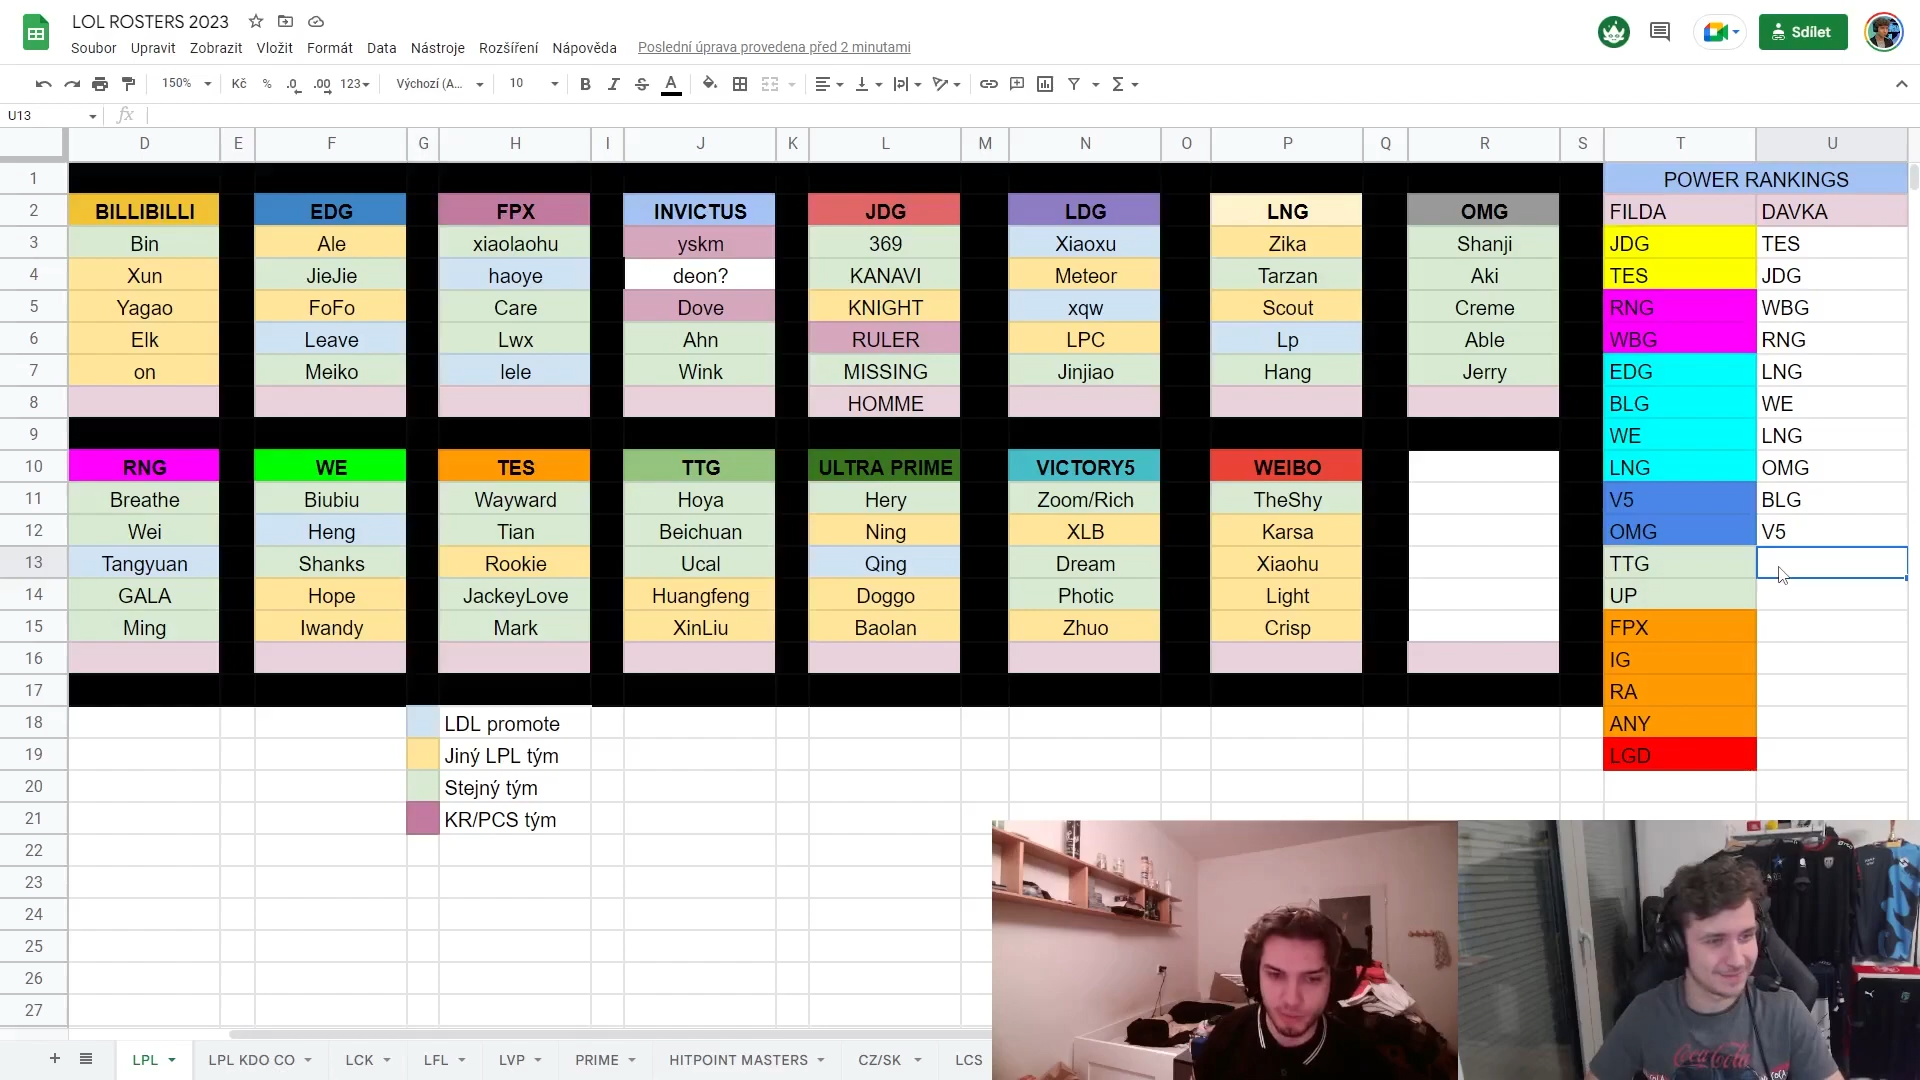 LOL ROSTERS 2023
Soubor Upravit Zobrazit Vložit Formát Data Nástroje Rozšíření Nápověda Poslední úprava provedena před 2 minutami
Sdílet
150% Kč % .0 .00 123 Výchozí (A... 10 B I S A
U13 fx
D E F G H I J K L M N O P Q R S T U
1 POWER RANKINGS
2 BILLIBILLI EDG FPX INVICTUS JDG LDG LNG OMG FILDA DAVKA
3 Bin Ale xiaolaohu yskm 369 Xiaoxu Zika Shanji JDG TES
4 Xun JieJie haoye deon? KANAVI Meteor Tarzan Aki TES JDG
5 Yagao FoFo Care Dove KNIGHT xqw Scout Creme RNG WBG
6 Elk Leave Lwx Ahn RULER LPC Lp Able WBG RNG
7 on Meiko lele Wink MISSING Jinjiao Hang Jerry EDG LNG
8 HOMME BLG WE
9 WE LNG
10 RNG WE TES TTG ULTRA PRIME VICTORY5 WEIBO LNG OMG
11 Breathe Biubiu Wayward Hoya Hery Zoom/Rich TheShy V5 BLG
12 Wei Heng Tian Beichuan Ning XLB Karsa OMG V5
13 Tangyuan Shanks Rookie Ucal Qing Dream Xiaohu TTG
14 GALA Hope JackeyLove Huangfeng Doggo Photic Light UP
15 Ming Iwandy Mark XinLiu Baolan Zhuo Crisp FPX
16 IG
17 RA
18 LDL promote ANY
19 Jiný LPL tým LGD
20 Stejný tým
21 KR/PCS tým
22
23
24
25
26
27
Coca-Cola
LPL LPL KDO CO LCK LFL LVP PRIME HITPOINT MASTERS CZ/SK LCS